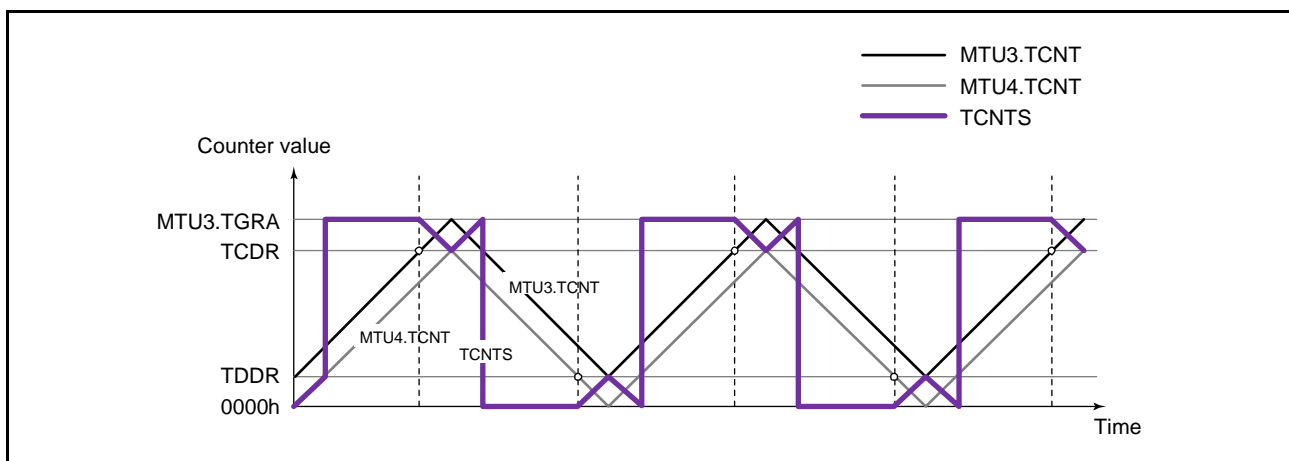 MTU3.TCNT
MTU4.TCNT
TCNTS
Counter value
MTU3.TGRA
TCDR
MTU3.TCNT
MTU4.TCNT
TCNTS
TDDR
0000h
Time